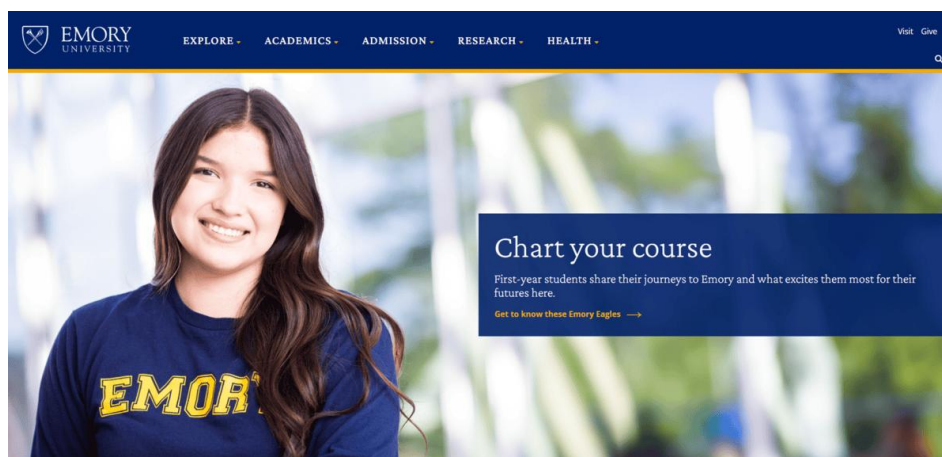 EMORY
UNIVERSITY
EXPLORE
ACADEMICS
ADMISSION
RESEARCH
HEALTH
Visit Give
Chart your course
First-year students share their journeys to Emory and what excites them most for their
futures here.
Get to know these Emory Eagles →
EMORY